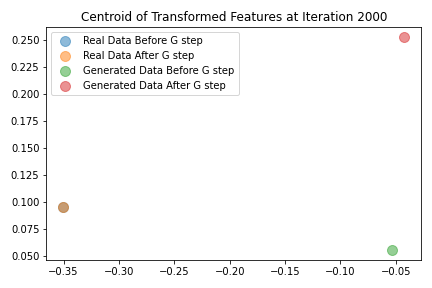 Centroid of Transformed Features at Iteration 2000
Real Data Before G step
Real Data After G step
Generated Data Before G step
Generated Data After G step
0.250
0.225
0.200
0.175
0.150
0.125
0.100
0.075
0.050
−0.35 −0.30 −0.25 −0.20 −0.15 −0.10 −0.05